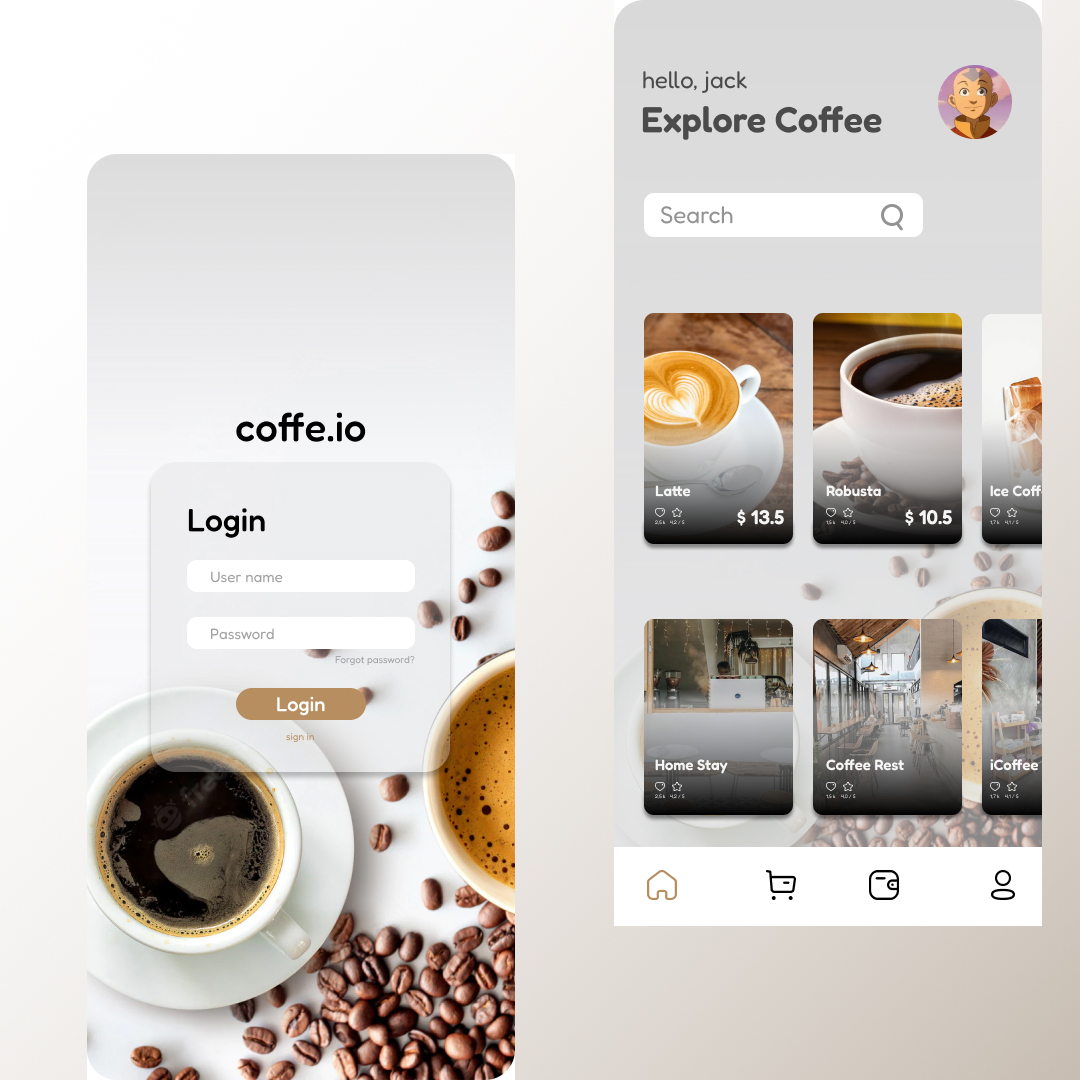 coffe.io
Login
User name
Password
Forgot password?
Login
sign in
hello, jack
Explore Coffee
Search
Latte
2,5k 4.2 / 5
$ 13.5
Robusta
1,5k 4.0 / 5
$ 10.5
Ice Coff
1,7k 4.1 / 5
Home Stay
2,5k 4.2 / 5
Coffee Rest
1,5k 4.0 / 5
iCoffee
1,7k 4.1 / 5